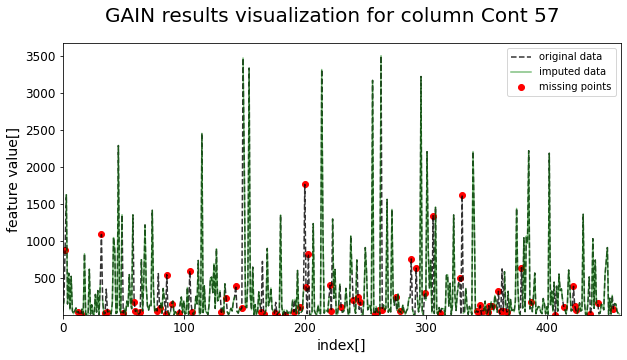 GAIN results visualization for column Cont 57
3500
3000
2500
2000
1500
1000
500
feature value[]
original data
imputed data
missing points
0 100 200 300 400
index[]